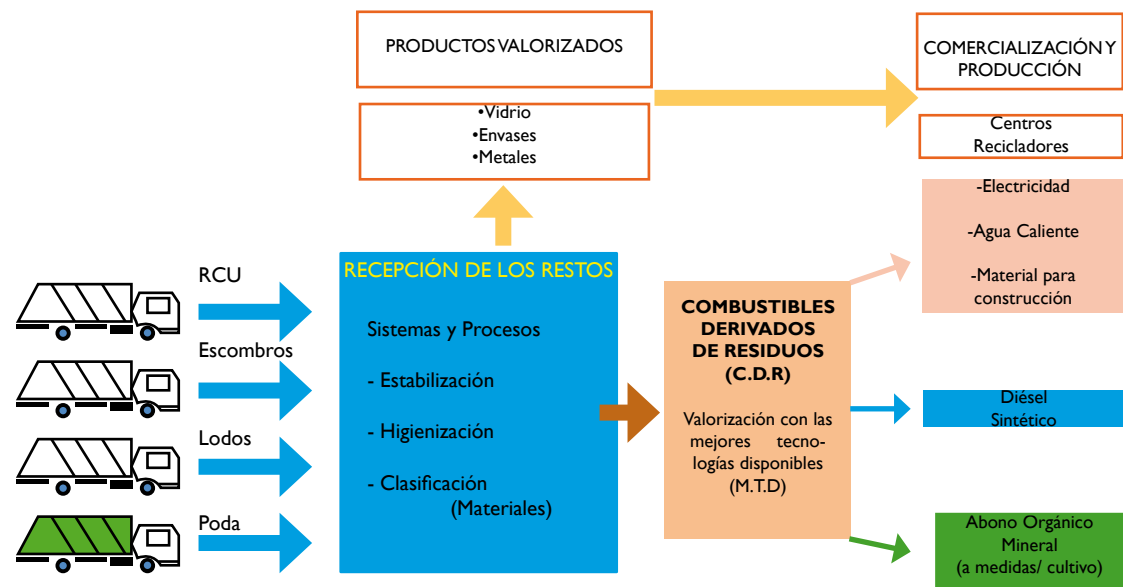 PRODUCTOS VALORIZADOS
•Vidrio
•Envases
•Metales
COMERCIALIZACIÓN Y
PRODUCCIÓN
Centros
Recicladores
-Electricidad
-Agua Caliente
-Material para
construcción
RCU
Escombros
Lodos
Poda
RECEPCIÓN DE LOS RESTOS
Sistemas y Procesos
- Estabilización
- Higienización
- Clasificación
(Materiales)
COMBUSTIBLES
DERIVADOS
DE RESIDUOS
(C.D.R)
Valorización con las
mejores tecno-
logías disponibles
(M.T.D)
Diésel
Sintético
Abono Orgánico
Mineral
(a medidas/ cultivo)